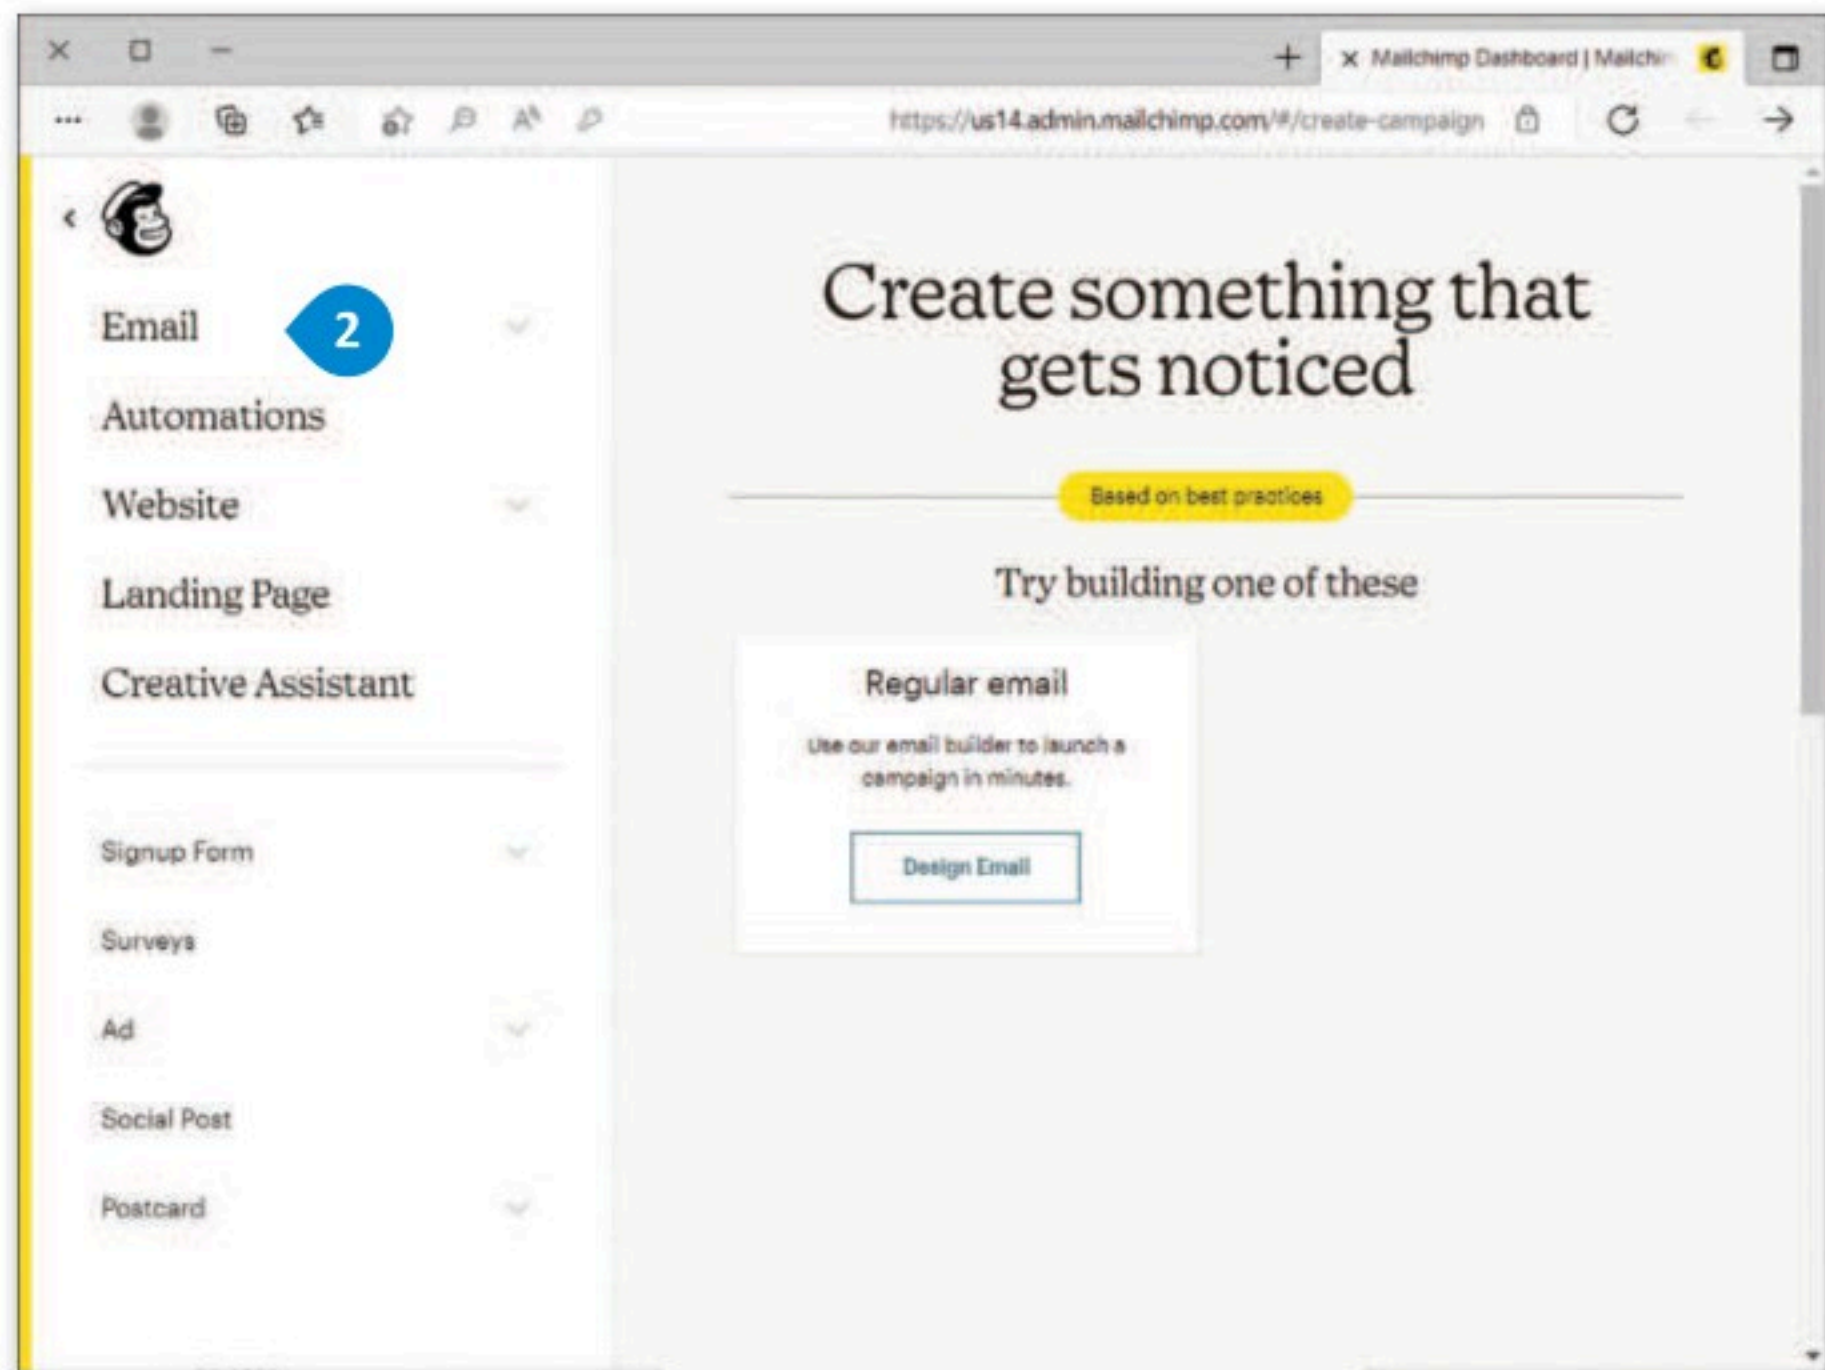 Mailchimp Dashboard | Mailchi
https://us14.admin.mailchimp.com/#/create-campaign
Email
2
Automations
Website
Landing Page
Creative Assistant
Signup Form
Surveys
Ad
Social Post
Postcard
Create something that
gets noticed
Based on best practices
Try building one of these
Regular email
Use our email builder to launch a
campaign in minutes.
Design Email